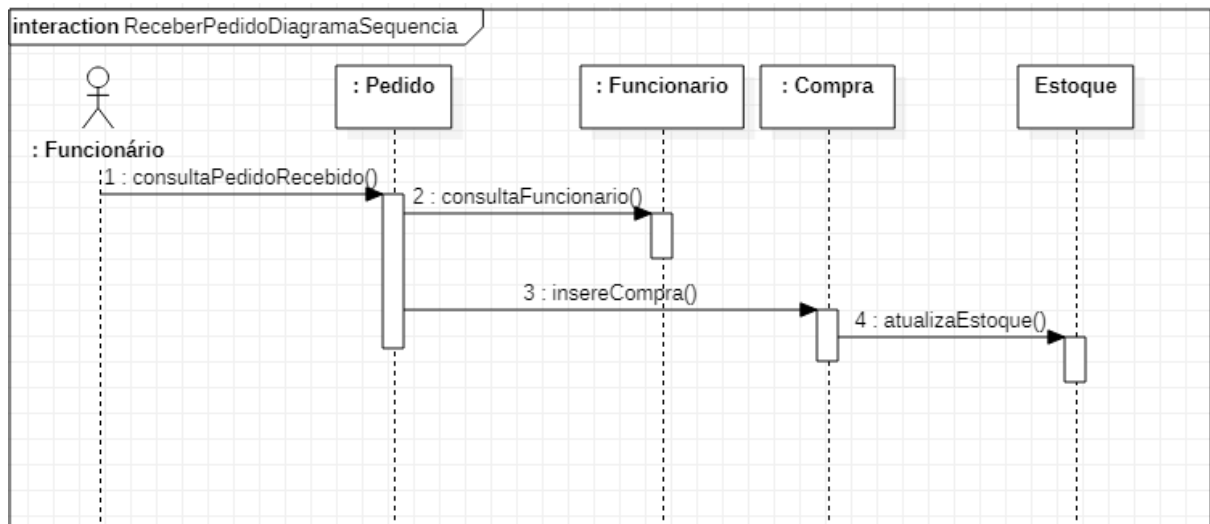 interaction ReceberPedidoDiagramaSequencia
: Pedido
: Funcionario
: Compra
Estoque
: Funcionário
1 : consultaPedidoRecebido()
2 : consultaFuncionario()
3 : insereCompra()
4 : atualizaEstoque()